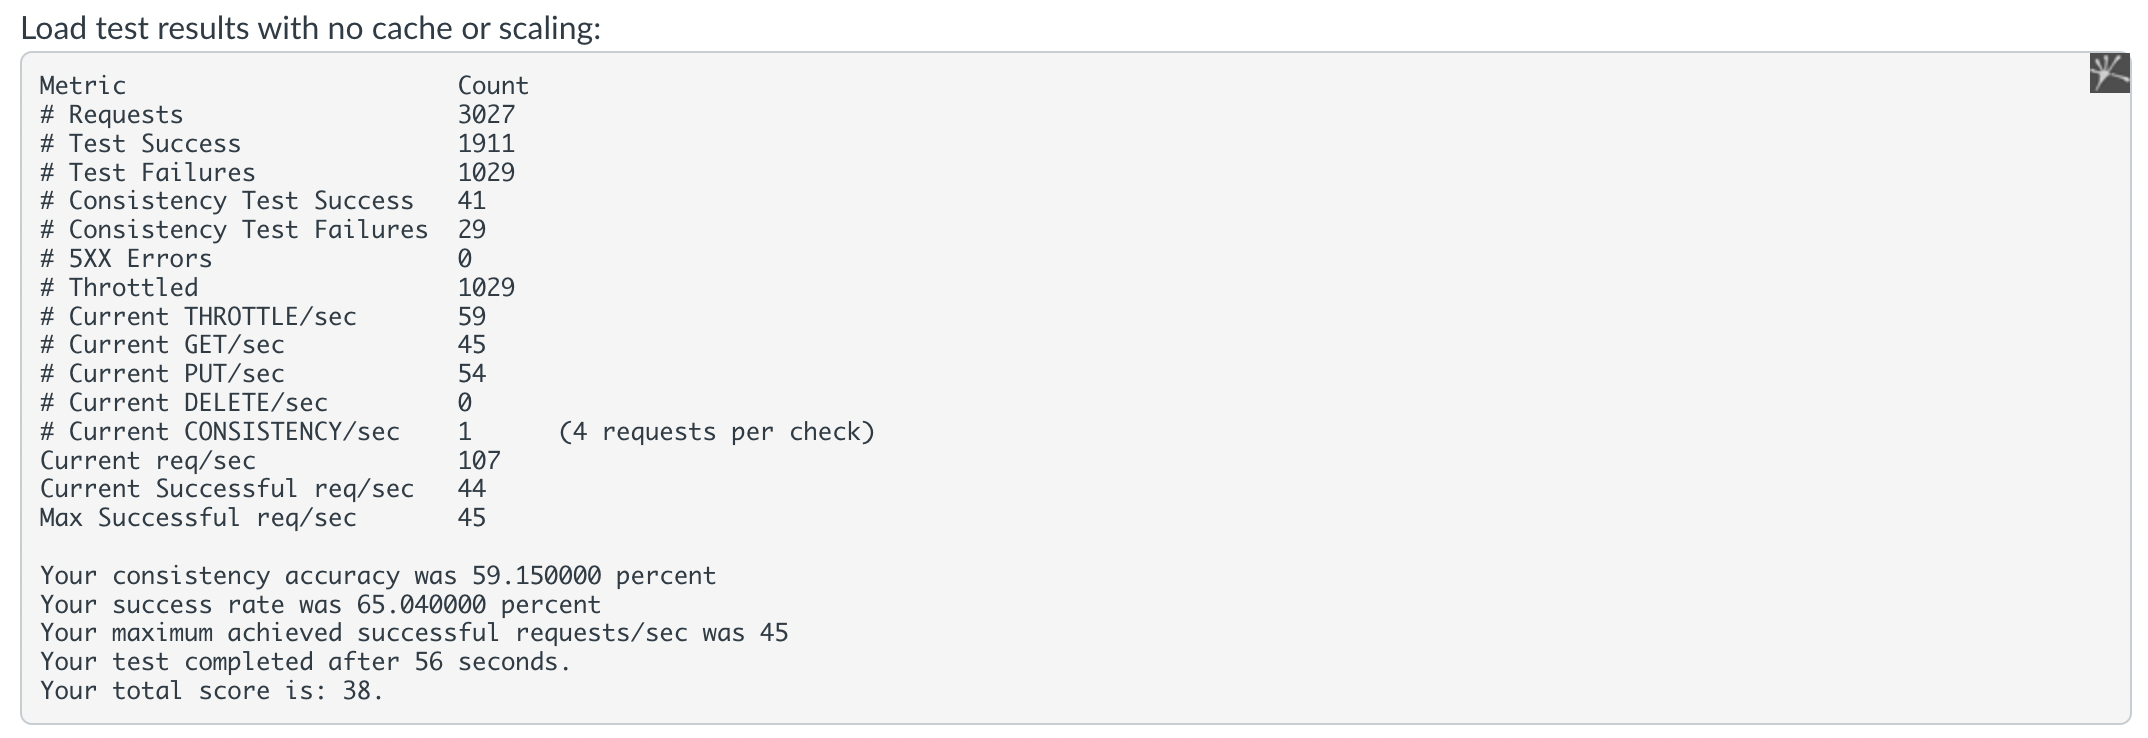 Load test results with no cache or scaling:
Metric Count
# Requests 3027
# Test Success 1911
# Test Failures 1029
# Consistency Test Success 41
# Consistency Test Failures 29
# 5XX Errors 0
# Throttled 1029
# Current THROTTLE/sec 59
# Current GET/sec 45
# Current PUT/sec 54
# Current DELETE/sec 0
# Current CONSISTENCY/sec 1 (4 requests per check)
Current req/sec 107
Current Successful req/sec 44
Max Successful req/sec 45
Your consistency accuracy was 59.150000 percent
Your success rate was 65.040000 percent
Your maximum achieved successful requests/sec was 45
Your test completed after 56 seconds.
Your total score is: 38.